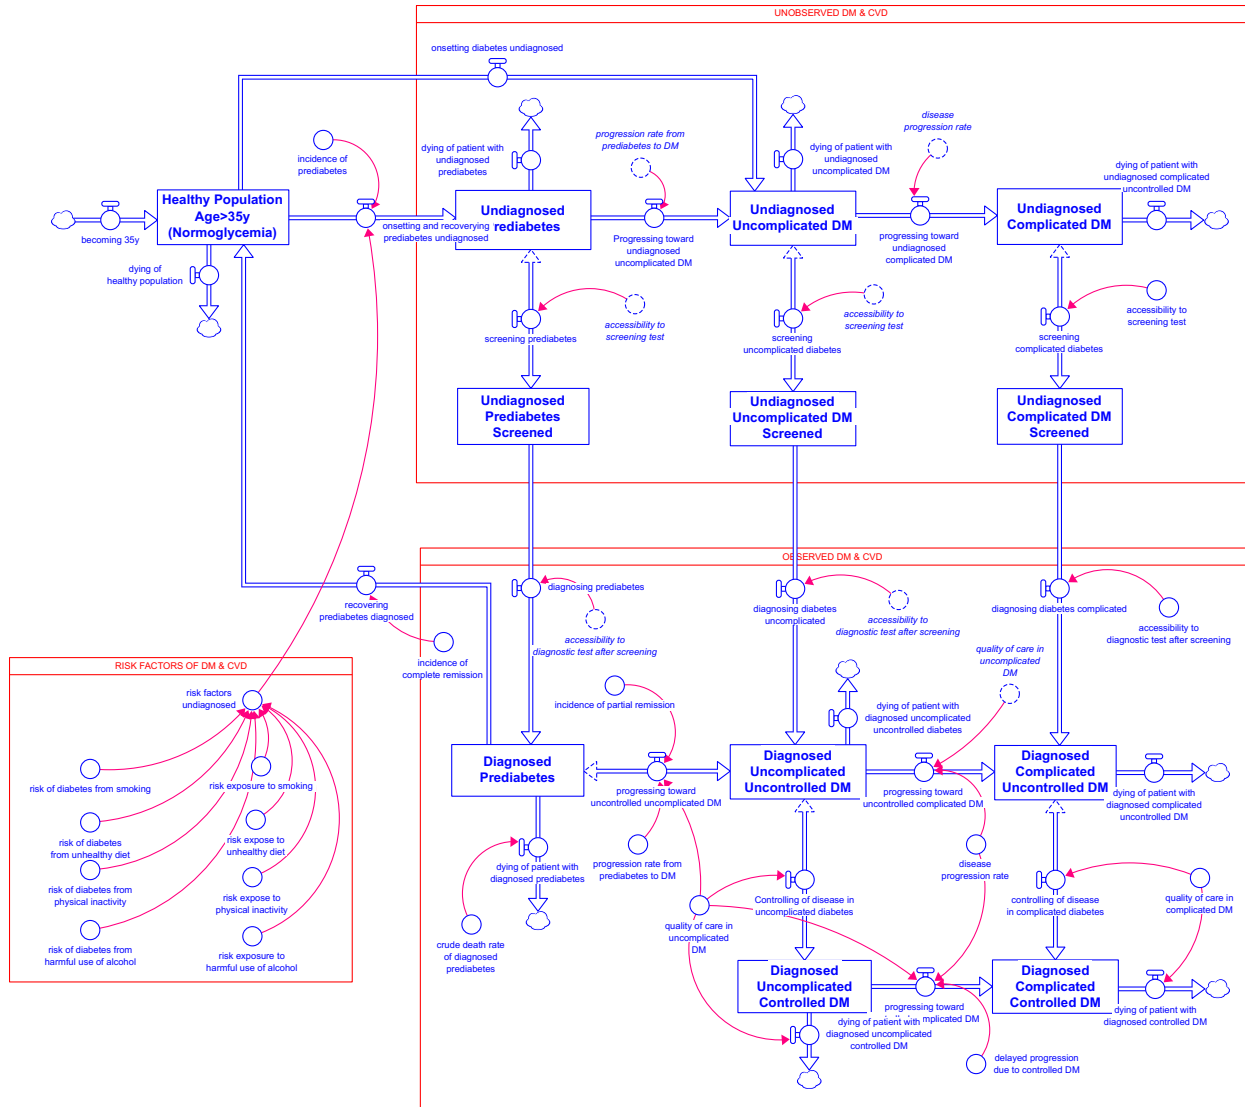 UNOBSERVED DM & CVD
onsetting diabetes undiagnosed
incidence of
prediabetes
dying of patient with
undiagnosed
prediabetes
progression rate from
prediabetes to DM
dying of patient with
undiagnosed
uncomplicated DM
disease
progression rate
dying of patient with
undiagnosed complicated
uncontrolled DM
becoming 35y
Healthy Population
Age>35y
(Normoglycemia)
onsetting and recoverying
prediabetes undiagnosed
Undiagnosed
Prediabetes
Progressing toward
undiagnosed
uncomplicated DM
Undiagnosed
Uncomplicated DM
progressing toward
undiagnosed
complicated DM
Undiagnosed
Complicated DM
dying of
healthy population
screening prediabetes
accessibility to
screening test
screening
uncomplicated diabetes
accessibility to
screening test
screening
complicated diabetes
accessibility to
screening test
Undiagnosed
Prediabetes
Screened
Undiagnosed
Uncomplicated DM
Screened
Undiagnosed
Complicated DM
Screened
OBSERVED DM & CVD
recovering
prediabetes diagnosed
incidence of
complete remission
diagnosing prediabetes
accessibility to
diagnostic test after screening
diagnosing diabetes
uncomplicated
accessibility to
diagnostic test after screening
diagnosing diabetes complicated
accessibility to
diagnostic test after screening
quality of care in
uncomplicated
DM
RISK FACTORS OF DM & CVD
risk factors
undiagnosed
risk of diabetes from smoking
risk exposure to smoking
risk of diabetes
from unhealthy diet
risk expose to
unhealthy diet
risk of diabetes from
physical inactivity
risk expose to
physical inactivity
risk of diabetes from
harmful use of alcohol
risk exposure to
harmful use of alcohol
incidence of partial remission
dying of patient with
diagnosed uncomplicated
uncontrolled diabetes
Diagnosed
Prediabetes
progressing toward
uncontrolled uncomplicated DM
Diagnosed
Uncomplicated
Uncontrolled DM
progressing toward
uncontrolled complicated DM
Diagnosed
Complicated
Uncontrolled DM
dying of patient with
diagnosed complicated
uncontrolled DM
dying of patient with
diagnosed prediabetes
progression rate from
prediabetes to DM
disease
progression rate
crude death rate
of diagnosed
prediabetes
quality of care in
uncomplicated
DM
Controlling of disease in
uncomplicated diabetes
controlling of disease
in complicated diabetes
quality of care in
complicated DM
Diagnosed
Uncomplicated
Controlled DM
progressing toward
complicated DM
Diagnosed
Complicated
Controlled DM
dying of patient with
diagnosed controlled DM
dying of patient with
diagnosed uncomplicated
controlled DM
delayed progression
due to controlled DM